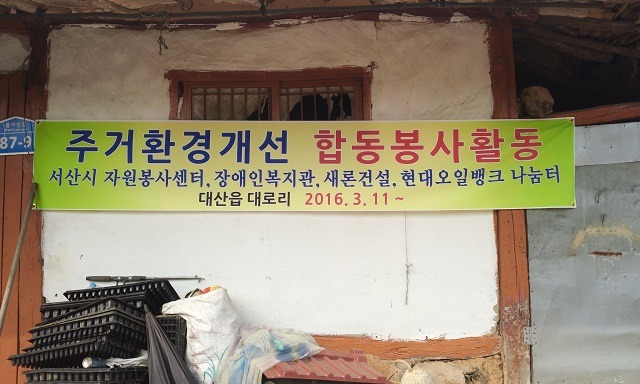 주거환경개선 합동봉사활동
서산시 자원봉사센터, 장애인복지관, 새론건설, 현대오일뱅크 나눔터
대산읍 대로리 2016. 3. 11 ~
87-9